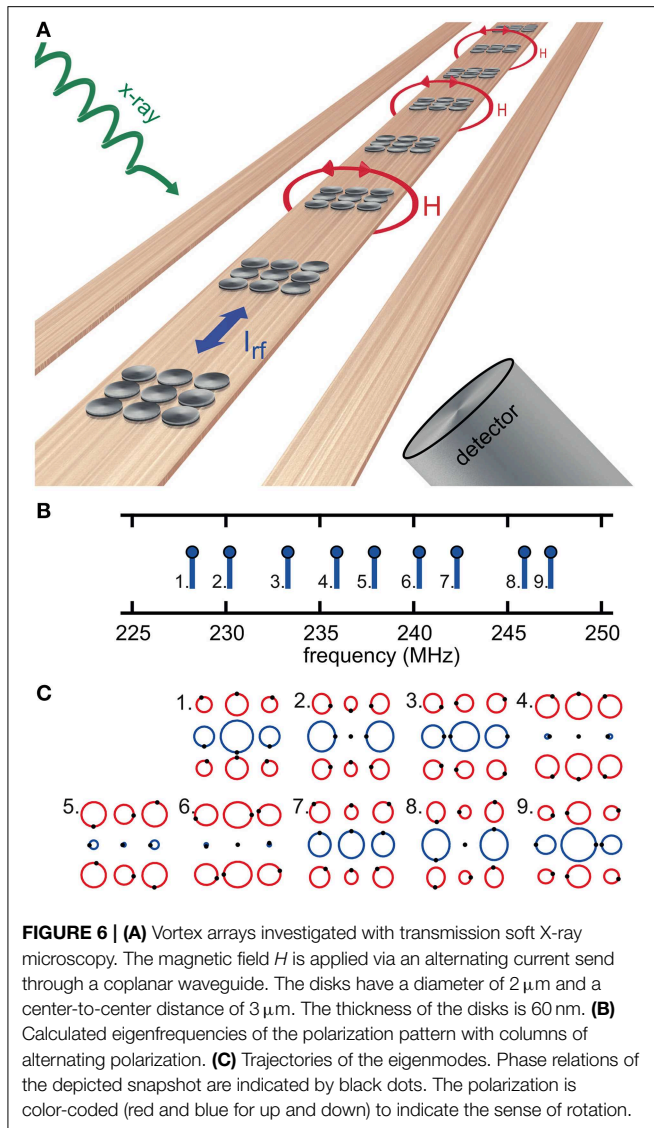 A
x-ray
H
H
H
I_rf
detector
B
1. 2. 3. 4. 5. 6. 7. 8. 9.
225 230 235 240 245 250
frequency (MHz)
C
1. 2. 3. 4.
5. 6. 7. 8. 9.
FIGURE 6 | (A) Vortex arrays investigated with transmission soft X-ray
microscopy. The magnetic field H is applied via an alternating current send
through a coplanar waveguide. The disks have a diameter of 2 μm and a
center-to-center distance of 3 μm. The thickness of the disks is 60 nm. (B)
Calculated eigenfrequencies of the polarization pattern with columns of
alternating polarization. (C) Trajectories of the eigenmodes. Phase relations of
the depicted snapshot are indicated by black dots. The polarization is
color-coded (red and blue for up and down) to indicate the sense of rotation.